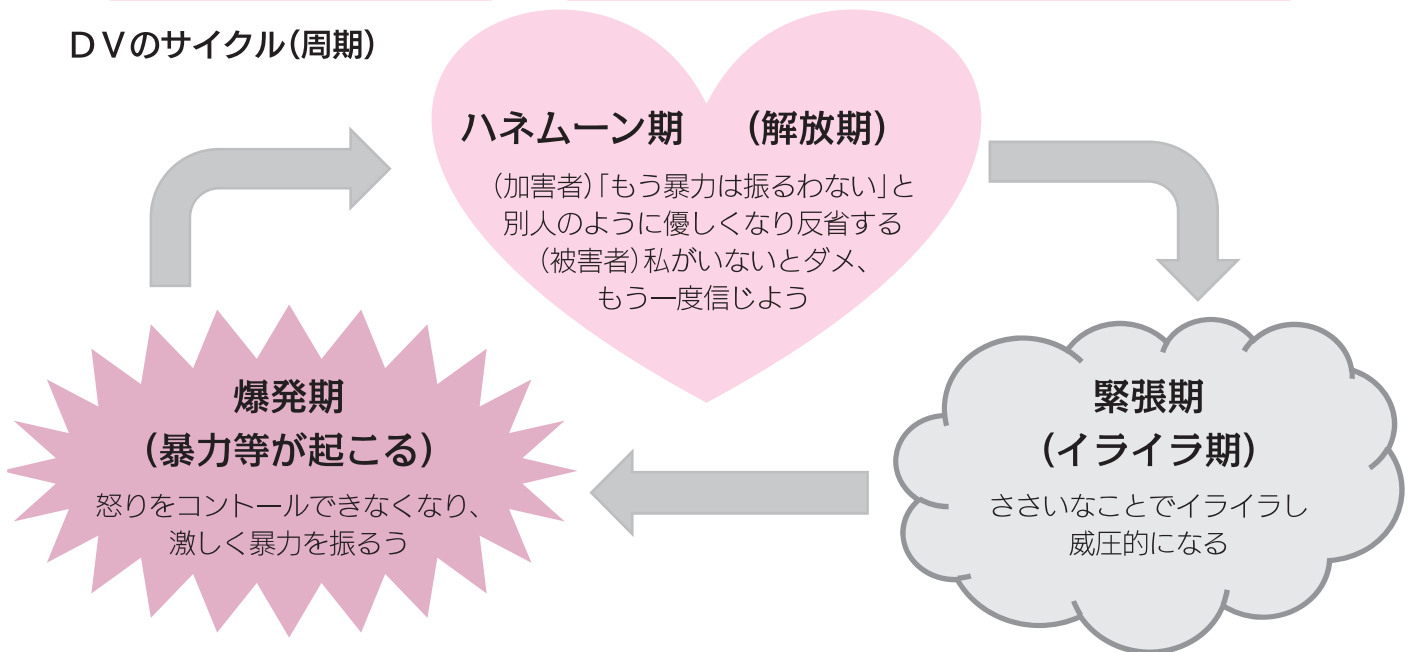 ＤＶのサイクル（周期）
ハネムーン期　（解放期）
（加害者）「もう暴力は振るわない」と
別人のように優しくなり反省する
（被害者）私がいないとダメ、
もう一度信じよう
緊張期
（イライラ期）
ささいなことでイライラし
威圧的になる
爆発期
（暴力等が起こる）
怒りをコントロールできなくなり、
激しく暴力を振るう